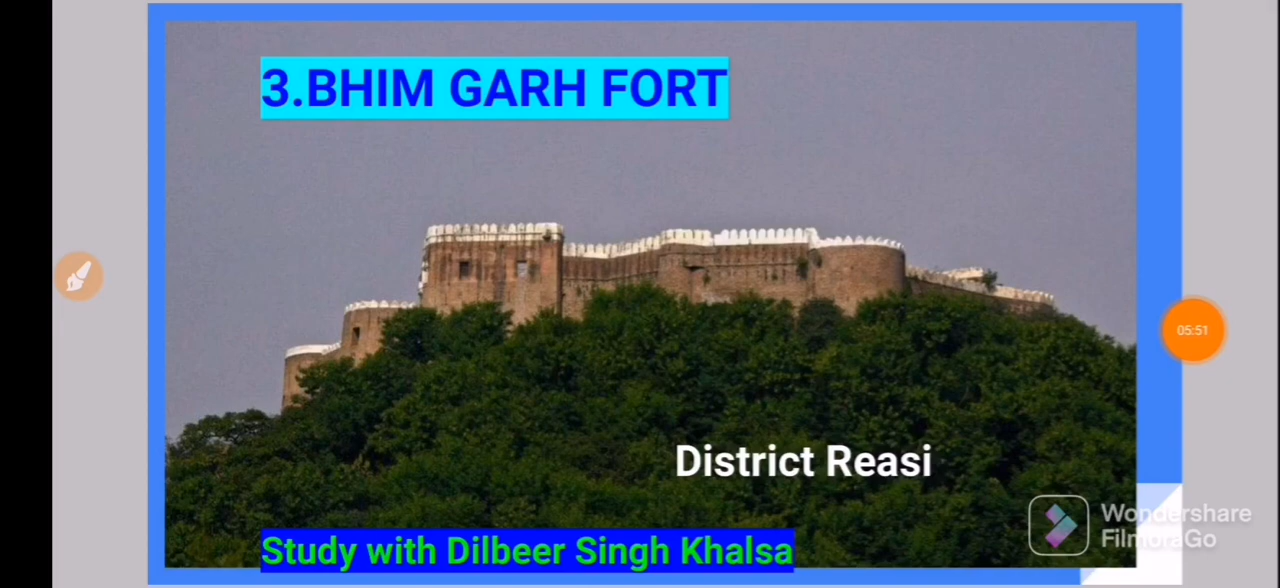 3.BHIM GARH FORT
05:51
District Reasi
Wondershare
FilmoraGo
Study with Dilbeer Singh Khalsa